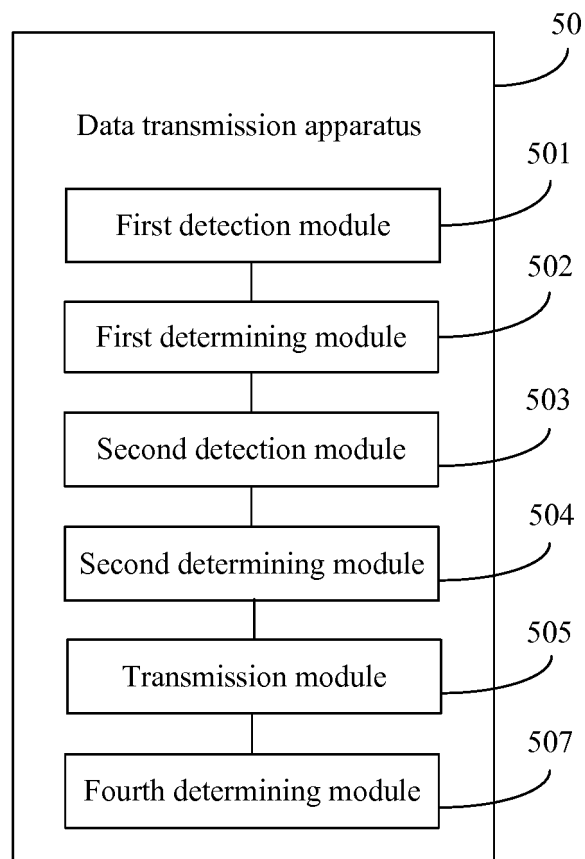 50
Data transmission apparatus
501
First detection module
502
First determining module
503
Second detection module
504
Second determining module
505
Transmission module
507
Fourth determining module